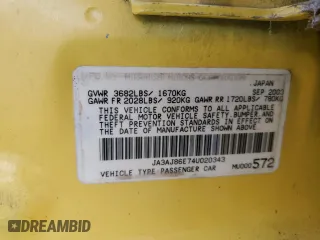 JAPAN
GVWR 3682LBS/ 1670KG SEP 2003
GAWR FR 2028LBS/ 920KG GAWR RR 1720LBS/ 780KG
THIS VEHICLE CONFORMS TO ALL APPLICABLE
FEDERAL MOTOR VEHICLE SAFETY, BUMPER, AND
THEFT PREVENTION STANDARDS IN EFFECT ON
THE DATE OF MANUFACTURE SHOWN ABOVE.
JA3AJ86E74U020343
VEHICLE TYPE PASSENGER CAR
MU000572
DREAMBID